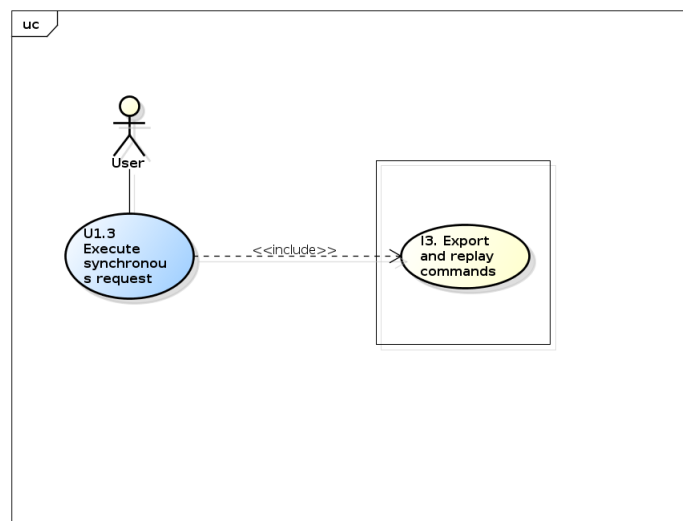 uc
User
U1.3
Execute
synchronou
s request
<<include>>
I3. Export
and replay
commands